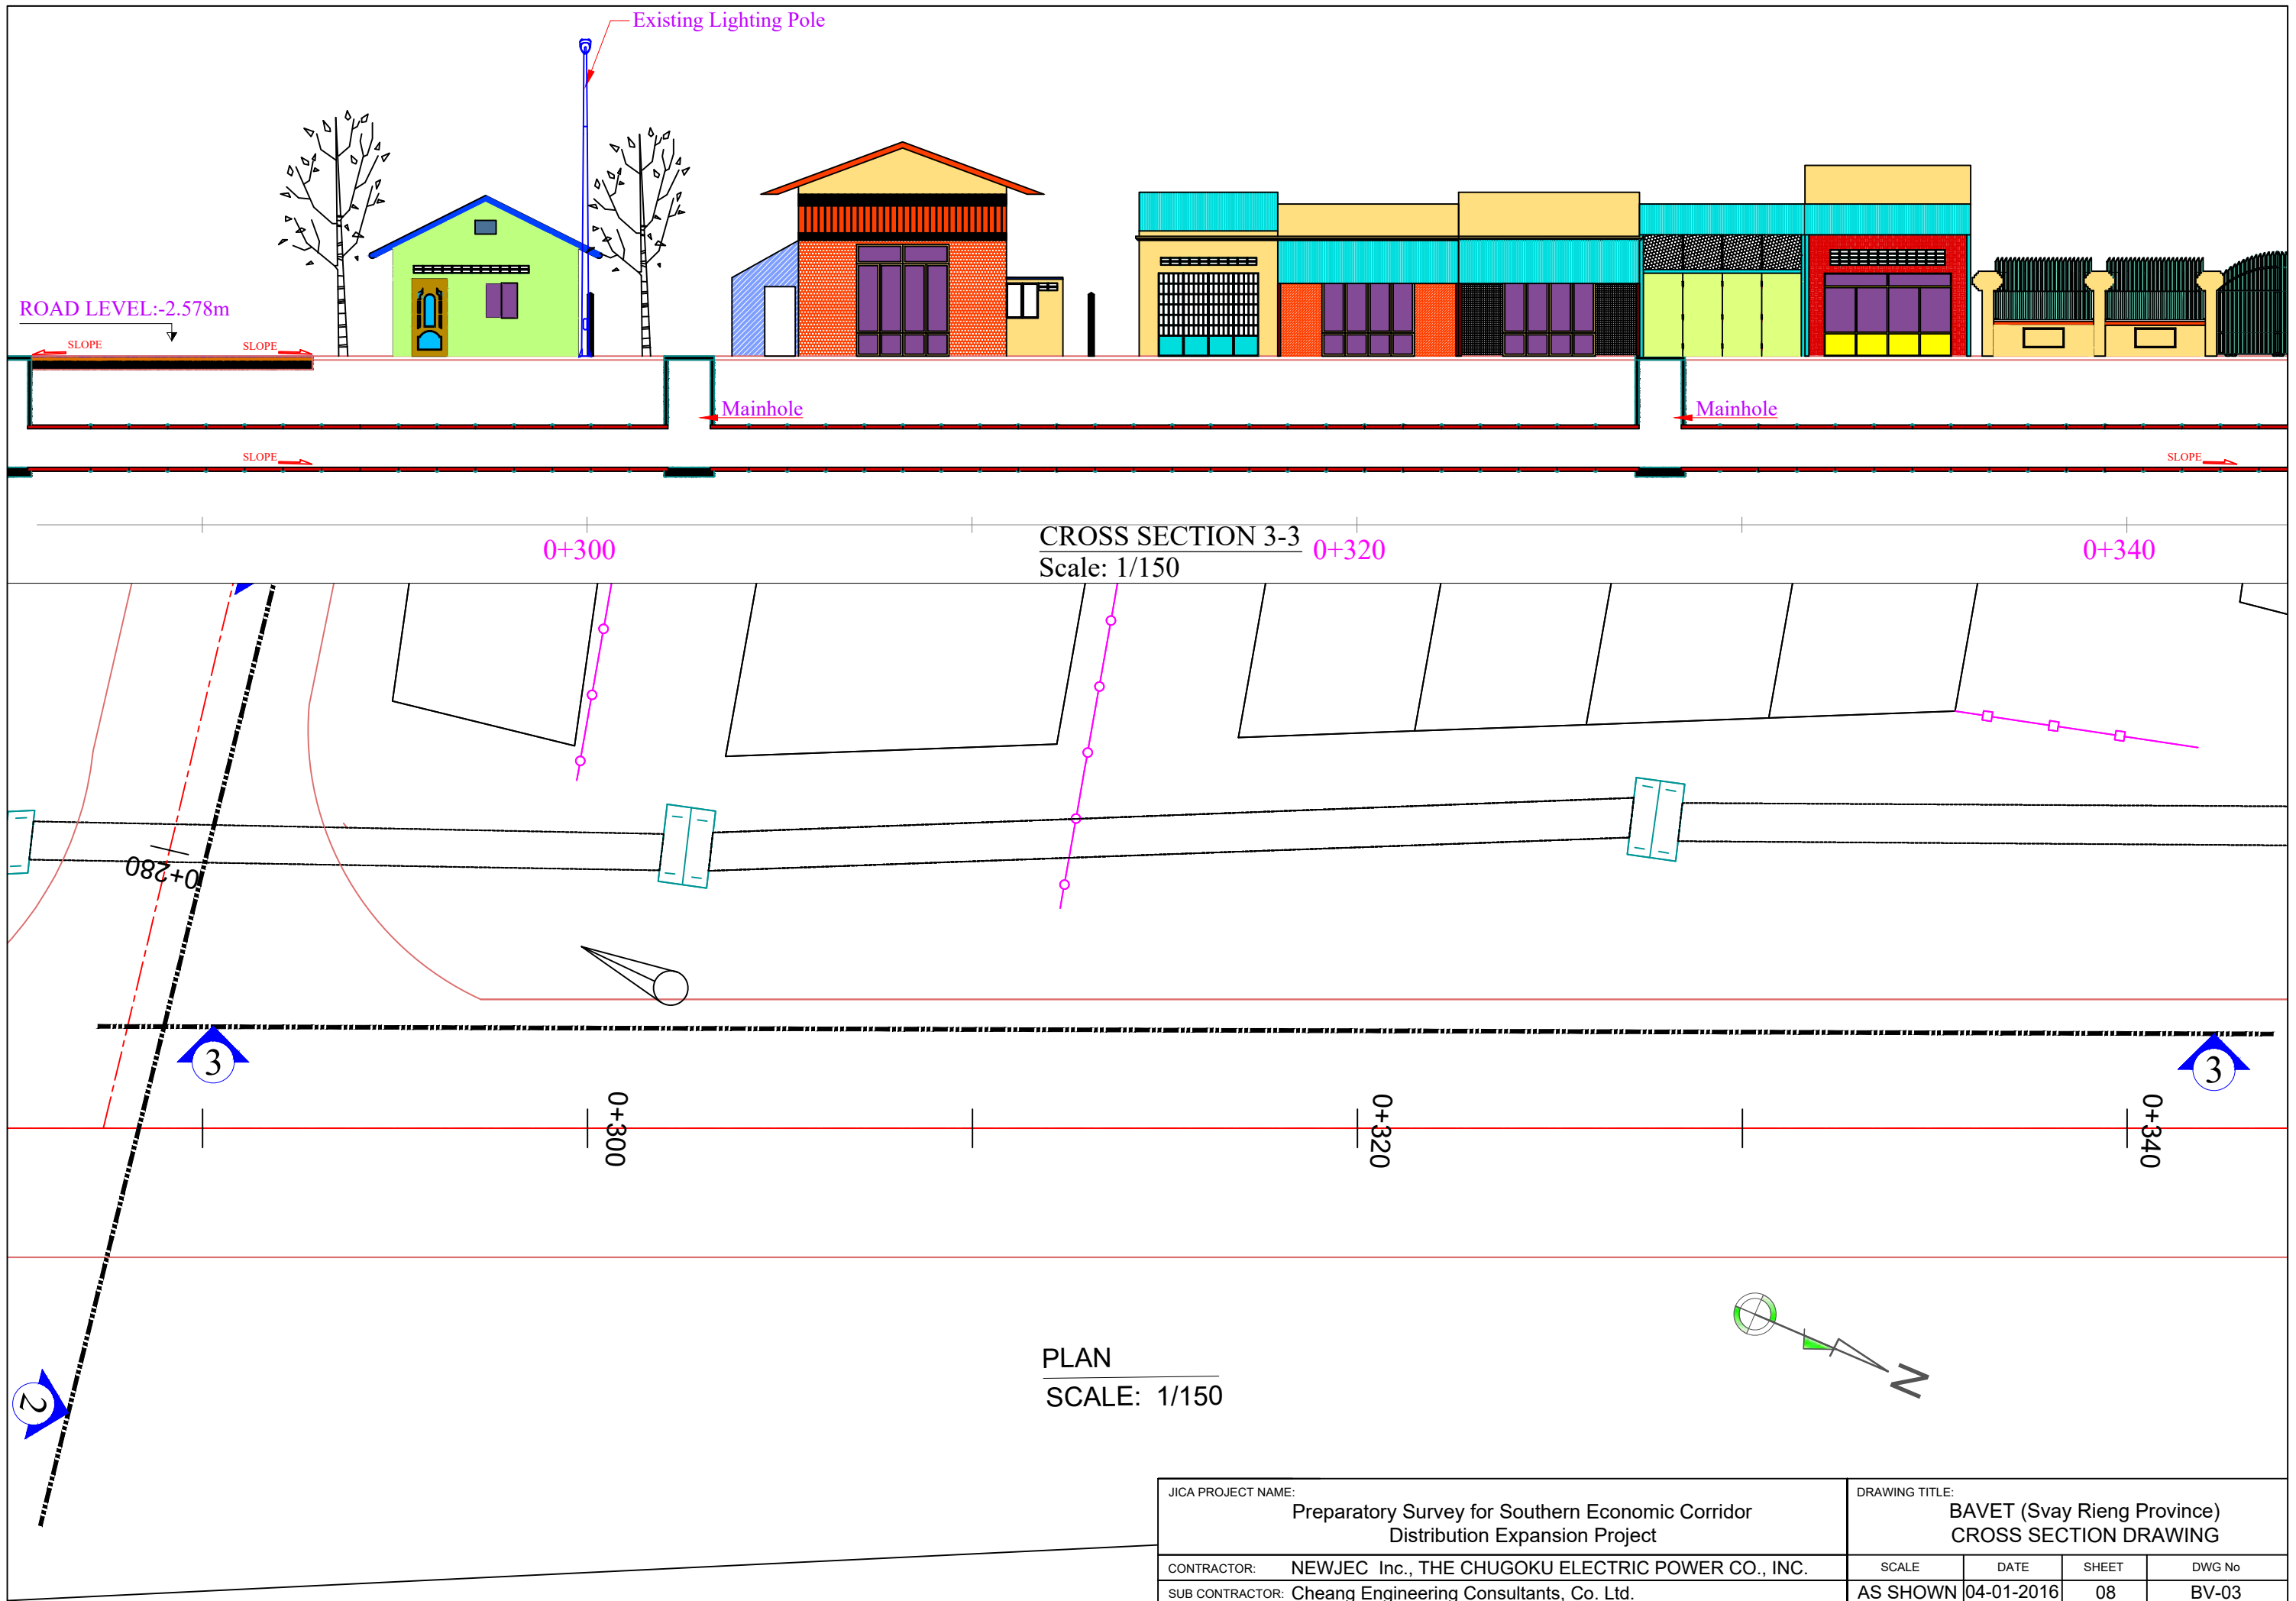 Existing Lighting Pole
ROAD LEVEL:-2.578m
SLOPE
SLOPE
Mainhole
Mainhole
SLOPE
SLOPE
0+300
CROSS SECTION 3-3
Scale: 1/150
0+320
0+340
0+280
3
3
0+300
0+320
0+340
2
N
PLAN
SCALE: 1/150
JICA PROJECT NAME:
Preparatory Survey for Southern Economic Corridor
Distribution Expansion Project
DRAWING TITLE:
BAVET (Svay Rieng Province)
CROSS SECTION DRAWING
CONTRACTOR: NEWJEC Inc., THE CHUGOKU ELECTRIC POWER CO., INC.
SUB CONTRACTOR: Cheang Engineering Consultants, Co. Ltd.
SCALE DATE SHEET DWG No
AS SHOWN 04-01-2016 08 BV-03